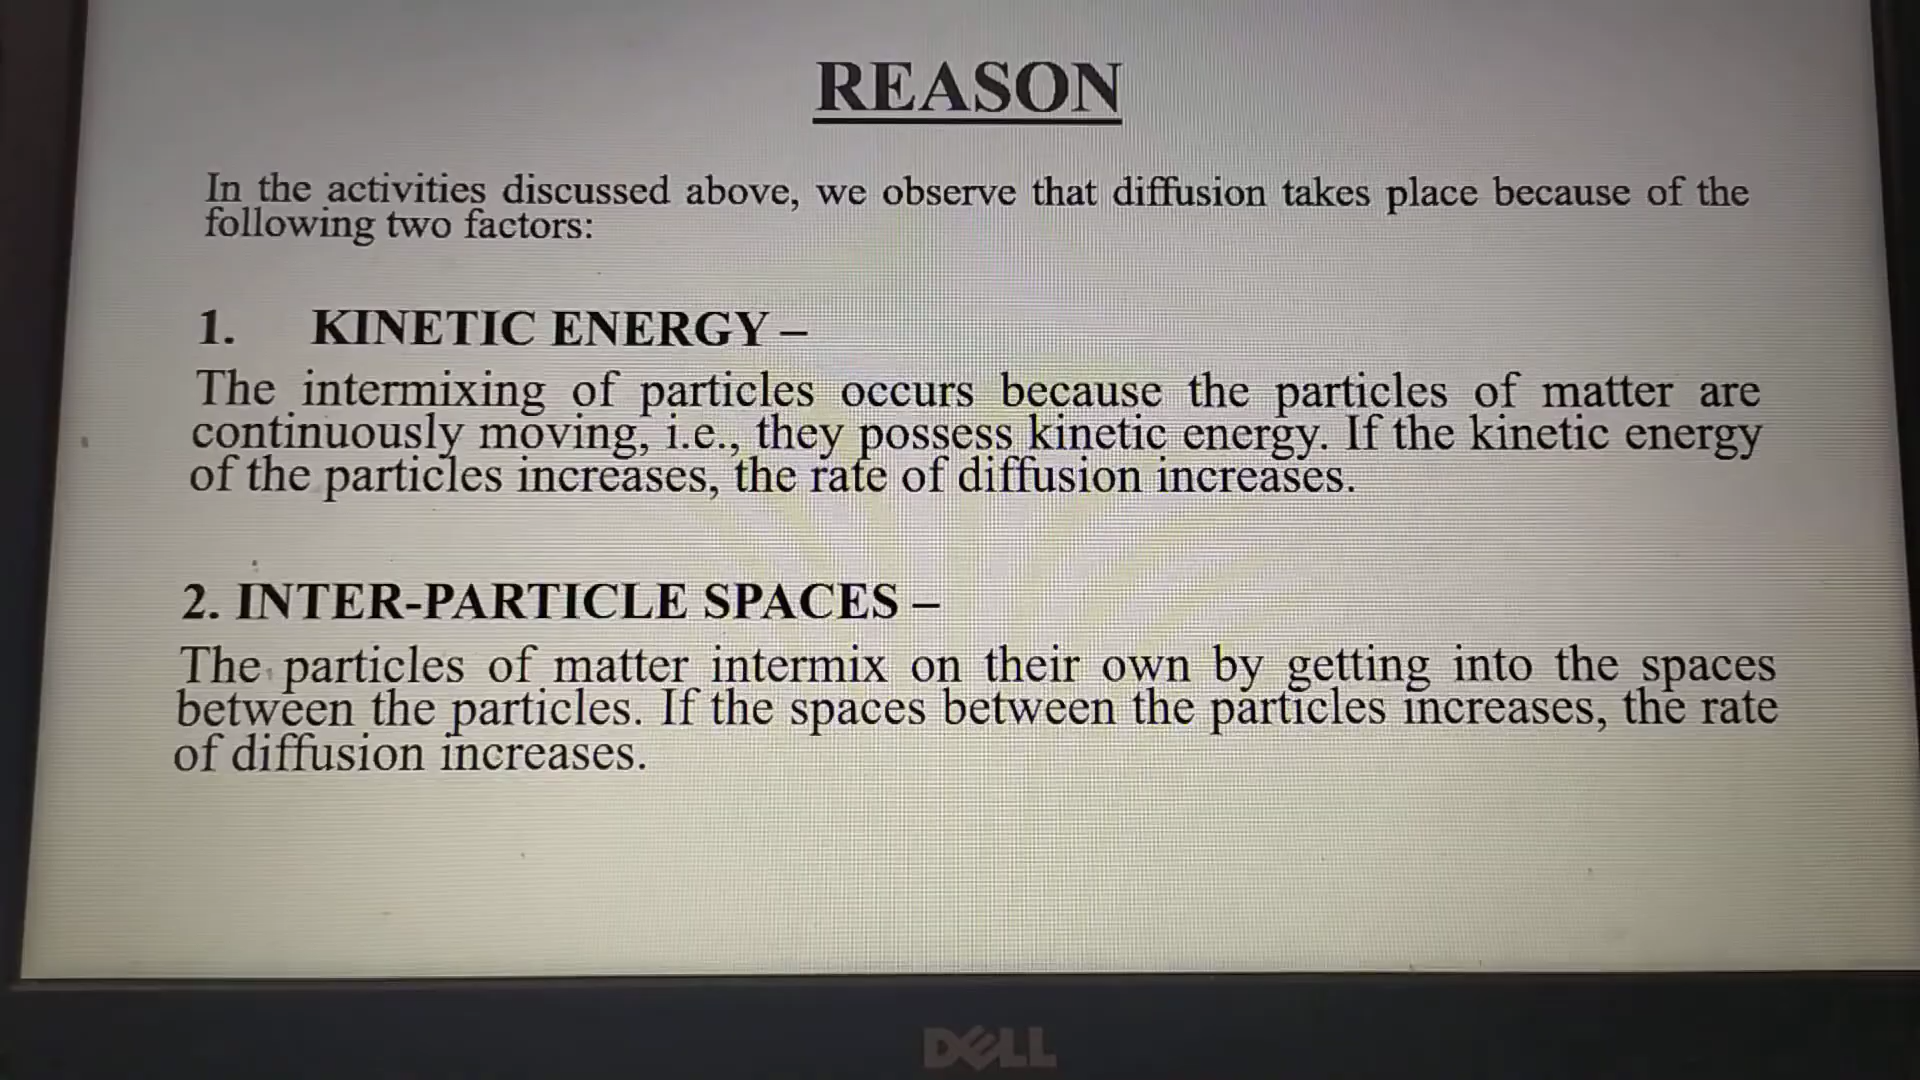 REASON
In the activities discussed above, we observe that diffusion takes place because of the
following two factors:
1. KINETIC ENERGY –
The intermixing of particles occurs because the particles of matter are
continuously moving, i.e., they possess kinetic energy. If the kinetic energy
of the particles increases, the rate of diffusion increases.
2. INTER-PARTICLE SPACES –
The particles of matter intermix on their own by getting into the spaces
between the particles. If the spaces between the particles increases, the rate
of diffusion increases.
DELL